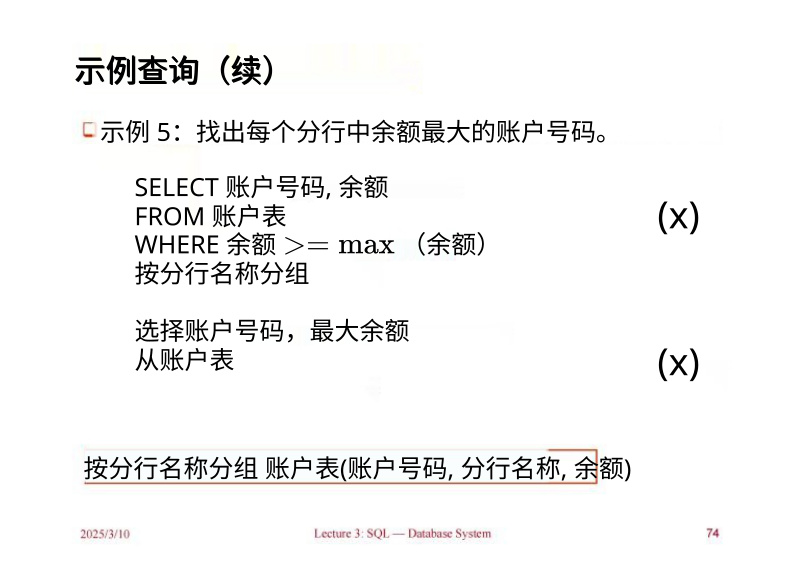 示例查询（续）
示例 5：找出每个分行中余额最大的账户号码。
SELECT 账户号码, 余额
FROM 账户表
WHERE 余额 >= max （余额）
按分行名称分组
(x)
选择账户号码，最大余额
从账户表
(x)
按分行名称分组 账户表(账户号码, 分行名称, 余额)
2025/3/10
Lecture 3: SQL — Database System
74